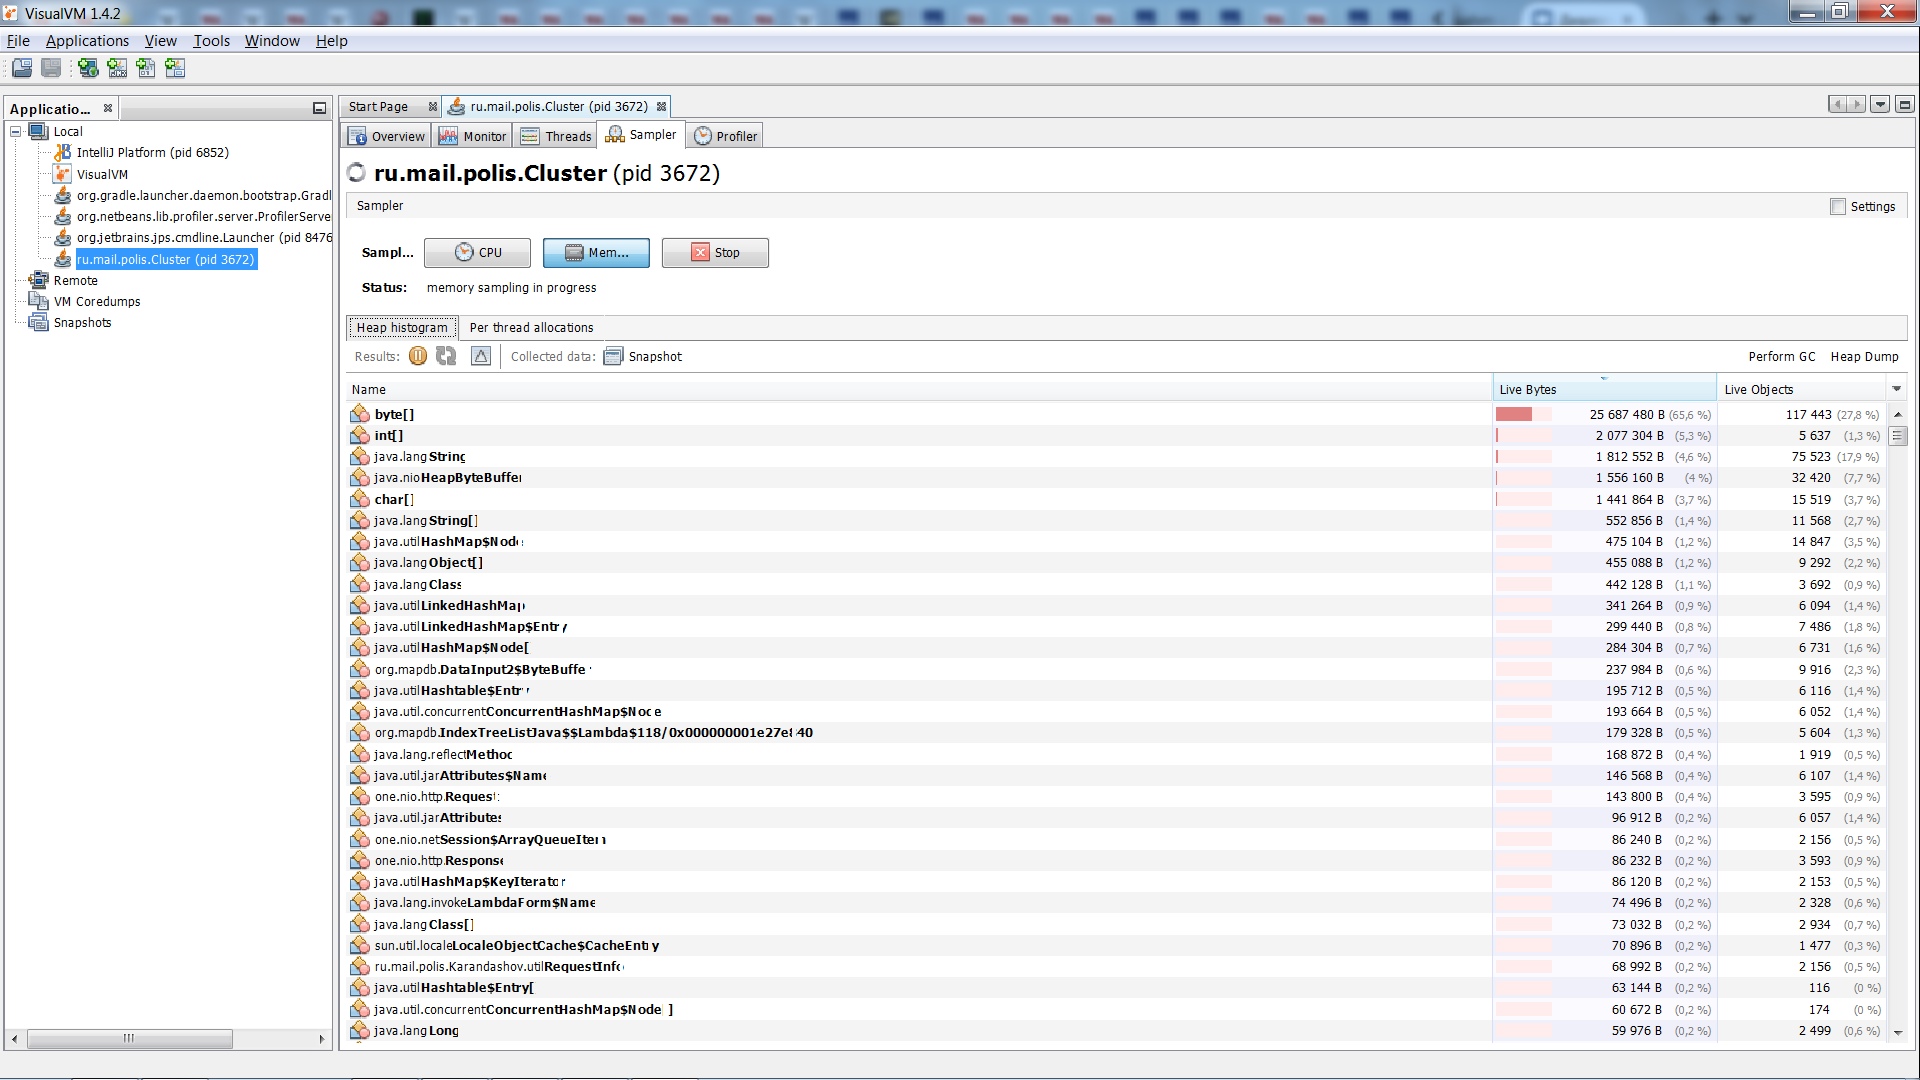 VisualVM 1.4.2
File Applications View Tools Window Help
Applicatio...
Local
IntelliJ Platform (pid 6852)
VisualVM
org.gradle.launcher.daemon.bootstrap.Gradl
org.netbeans.lib.profiler.server.ProfilerServe
org.jetbrains.jps.cmdline.Launcher (pid 8476
ru.mail.polis.Cluster (pid 3672)
Remote
VM Coredumps
Snapshots
Start Page ru.mail.polis.Cluster (pid 3672)
Overview Monitor Threads Sampler Profiler
ru.mail.polis.Cluster (pid 3672)
Sampler Settings
Sampl... CPU Mem... Stop
Status: memory sampling in progress
Heap histogram Per thread allocations
Results: Collected data: Snapshot Perform GC Heap Dump
Name Live Bytes Live Objects
byte[] 25 687 480 B (65,6 %) 117 443 (27,8 %)
int[] 2 077 304 B (5,3 %) 5 637 (1,3 %)
java.lang.String 1 812 552 B (4,6 %) 75 523 (17,9 %)
java.nio.HeapByteBuffer 1 556 160 B (4 %) 32 420 (7,7 %)
char[] 1 441 864 B (3,7 %) 15 519 (3,7 %)
java.lang.String[] 552 856 B (1,4 %) 11 568 (2,7 %)
java.util.HashMap$Node 475 104 B (1,2 %) 14 847 (3,5 %)
java.lang.Object[] 455 088 B (1,2 %) 9 292 (2,2 %)
java.lang.Class 442 128 B (1,1 %) 3 692 (0,9 %)
java.util.LinkedHashMap 341 264 B (0,9 %) 6 094 (1,4 %)
java.util.LinkedHashMap$Entry 299 440 B (0,8 %) 7 486 (1,8 %)
java.util.HashMap$Node[ 284 304 B (0,7 %) 6 731 (1,6 %)
org.mapdb.DataInput2$ByteBuffe 237 984 B (0,6 %) 9 916 (2,3 %)
java.util.Hashtable$Entry 195 712 B (0,5 %) 6 116 (1,4 %)
java.util.concurrent.ConcurrentHashMap$Node 193 664 B (0,5 %) 6 052 (1,4 %)
org.mapdb.IndexTreeListJava$$Lambda$118/0x000000001e27e840 179 328 B (0,5 %) 5 604 (1,3 %)
java.lang.reflect.Method 168 872 B (0,4 %) 1 919 (0,5 %)
java.util.jar.Attributes$Name 146 568 B (0,4 %) 6 107 (1,4 %)
one.nio.http.Request 143 800 B (0,4 %) 3 595 (0,9 %)
java.util.jar.Attributes 96 912 B (0,2 %) 6 057 (1,4 %)
one.nio.net.Session$ArrayQueueItem 86 240 B (0,2 %) 2 156 (0,5 %)
one.nio.http.Response 86 232 B (0,2 %) 3 593 (0,9 %)
java.util.HashMap$KeyIterator 86 120 B (0,2 %) 2 153 (0,5 %)
java.lang.invoke.LambdaForm$Name 74 496 B (0,2 %) 2 328 (0,6 %)
java.lang.Class[] 73 032 B (0,2 %) 2 934 (0,7 %)
sun.util.locale.LocaleObjectCache$CacheEntry 70 896 B (0,2 %) 1 477 (0,3 %)
ru.mail.polis.Karandashov.util.RequestInfo 68 992 B (0,2 %) 2 156 (0,5 %)
java.util.Hashtable$Entry[ 63 144 B (0,2 %) 116 (0 %)
java.util.concurrent.ConcurrentHashMap$Node[] 60 672 B (0,2 %) 174 (0 %)
java.lang.Long 59 976 B (0,2 %) 2 499 (0,6 %)